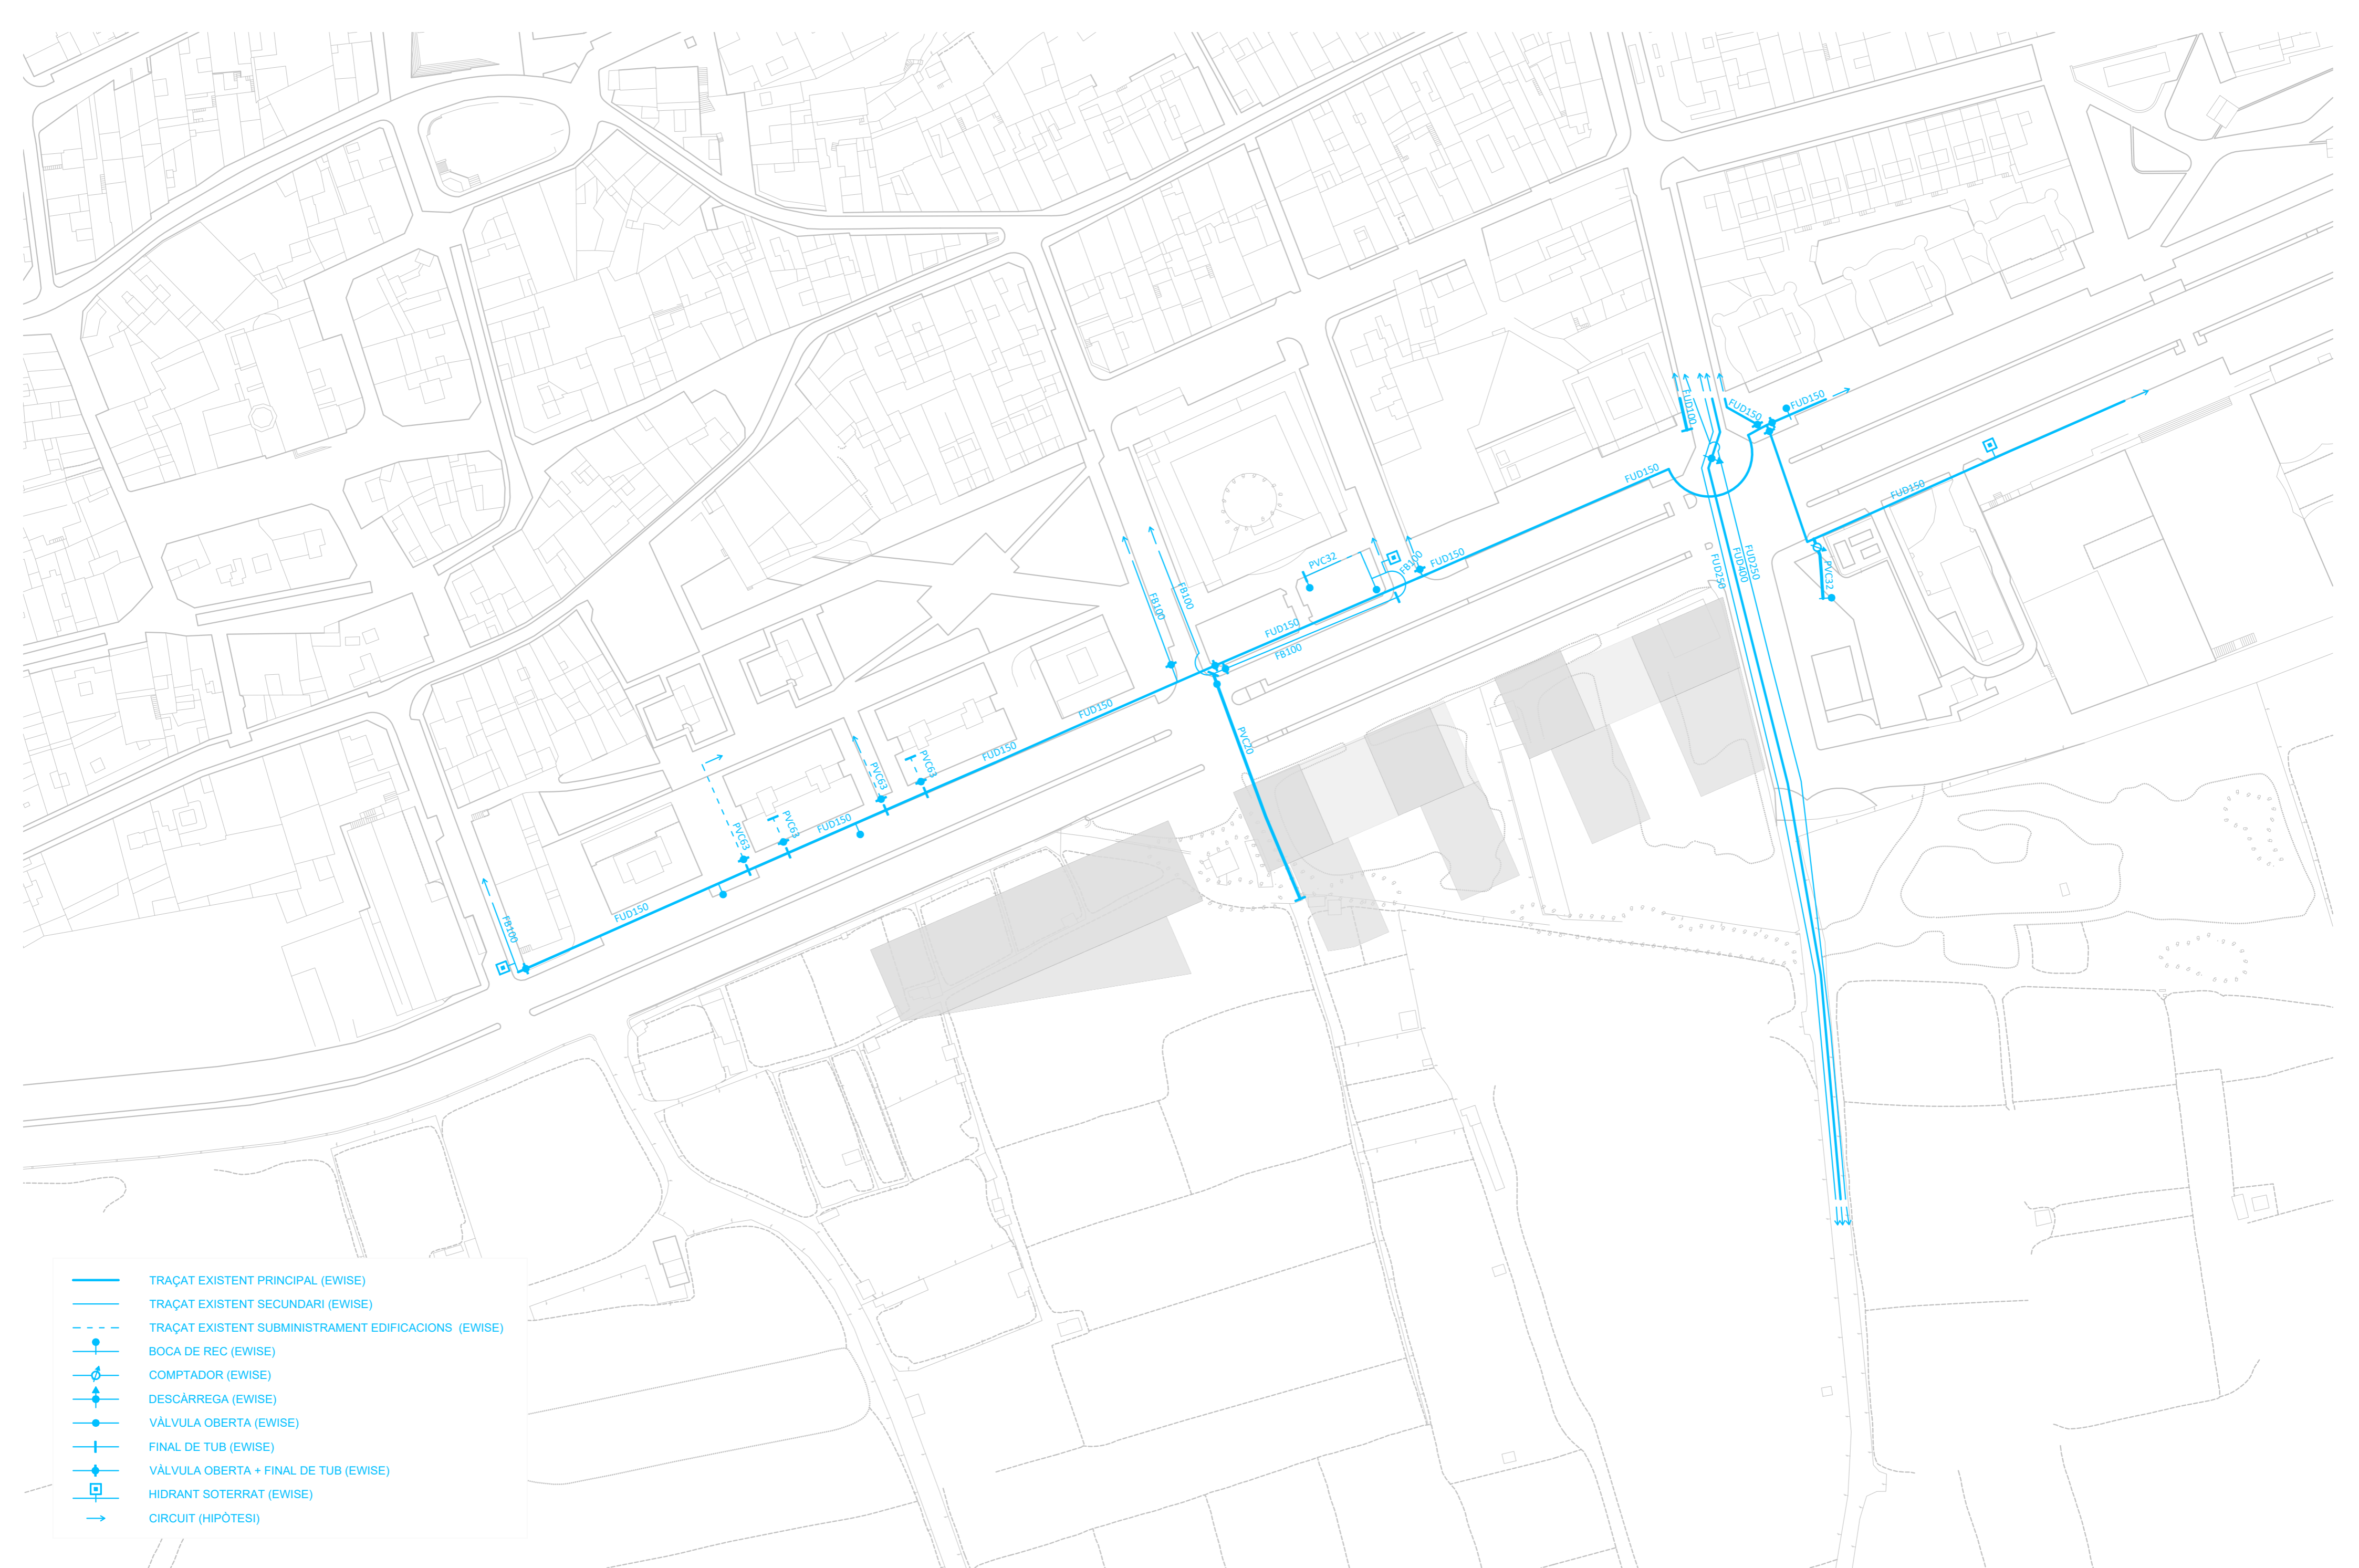 FUD100
FUD150
FUD150
FUD150
FUD150
FUD250
FUD400
FUD250
PVC32
PVC32
FB100
FUD150
FB100
FB100
FUD150
FB100
FUD150
PVC20
FUD150
PVC63
PVC63
FUD150
PVC63
PVC63
FUD150
FB100
TRAÇAT EXISTENT PRINCIPAL (EWISE)
TRAÇAT EXISTENT SECUNDARI (EWISE)
TRAÇAT EXISTENT SUBMINISTRAMENT EDIFICACIONS (EWISE)
BOCA DE REC (EWISE)
COMPTADOR (EWISE)
DESCÀRREGA (EWISE)
VÀLVULA OBERTA (EWISE)
FINAL DE TUB (EWISE)
VÀLVULA OBERTA + FINAL DE TUB (EWISE)
HIDRANT SOTERRAT (EWISE)
CIRCUIT (HIPÒTESI)